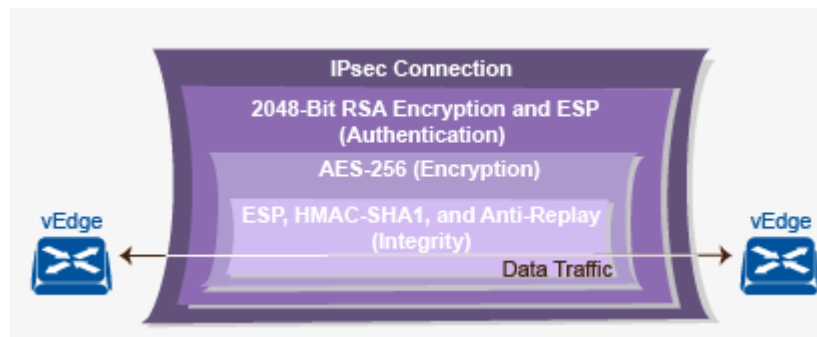 IPsec Connection
2048-Bit RSA Encryption and ESP
(Authentication)
AES-256 (Encryption)
ESP, HMAC-SHA1, and Anti-Replay
(Integrity)
vEdge
vEdge
Data Traffic